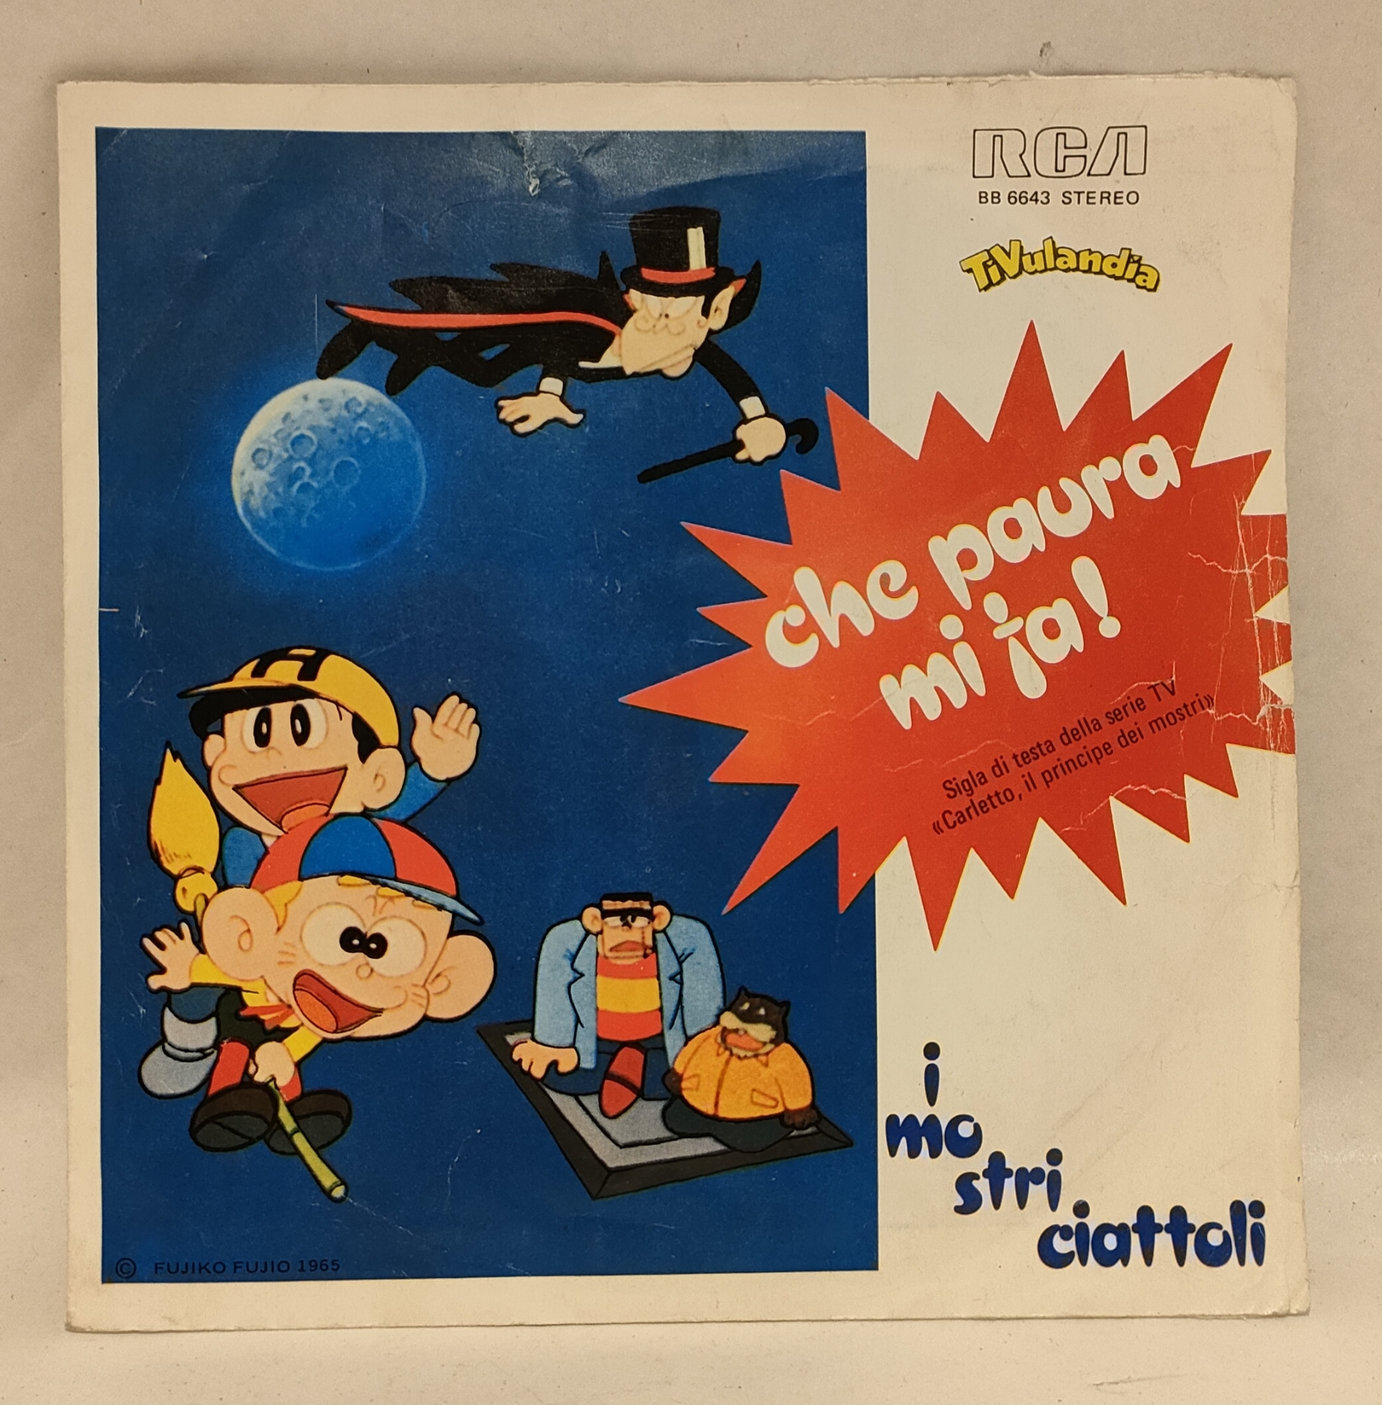 RCA
BB 6643 STEREO
TiVulandia
che paura
mi fa!
Sigla di testa della serie TV
«Carletto, il principe dei mostri»
H
i
mo
stri
ciattoli
© FUJIKO FUJIO 1965